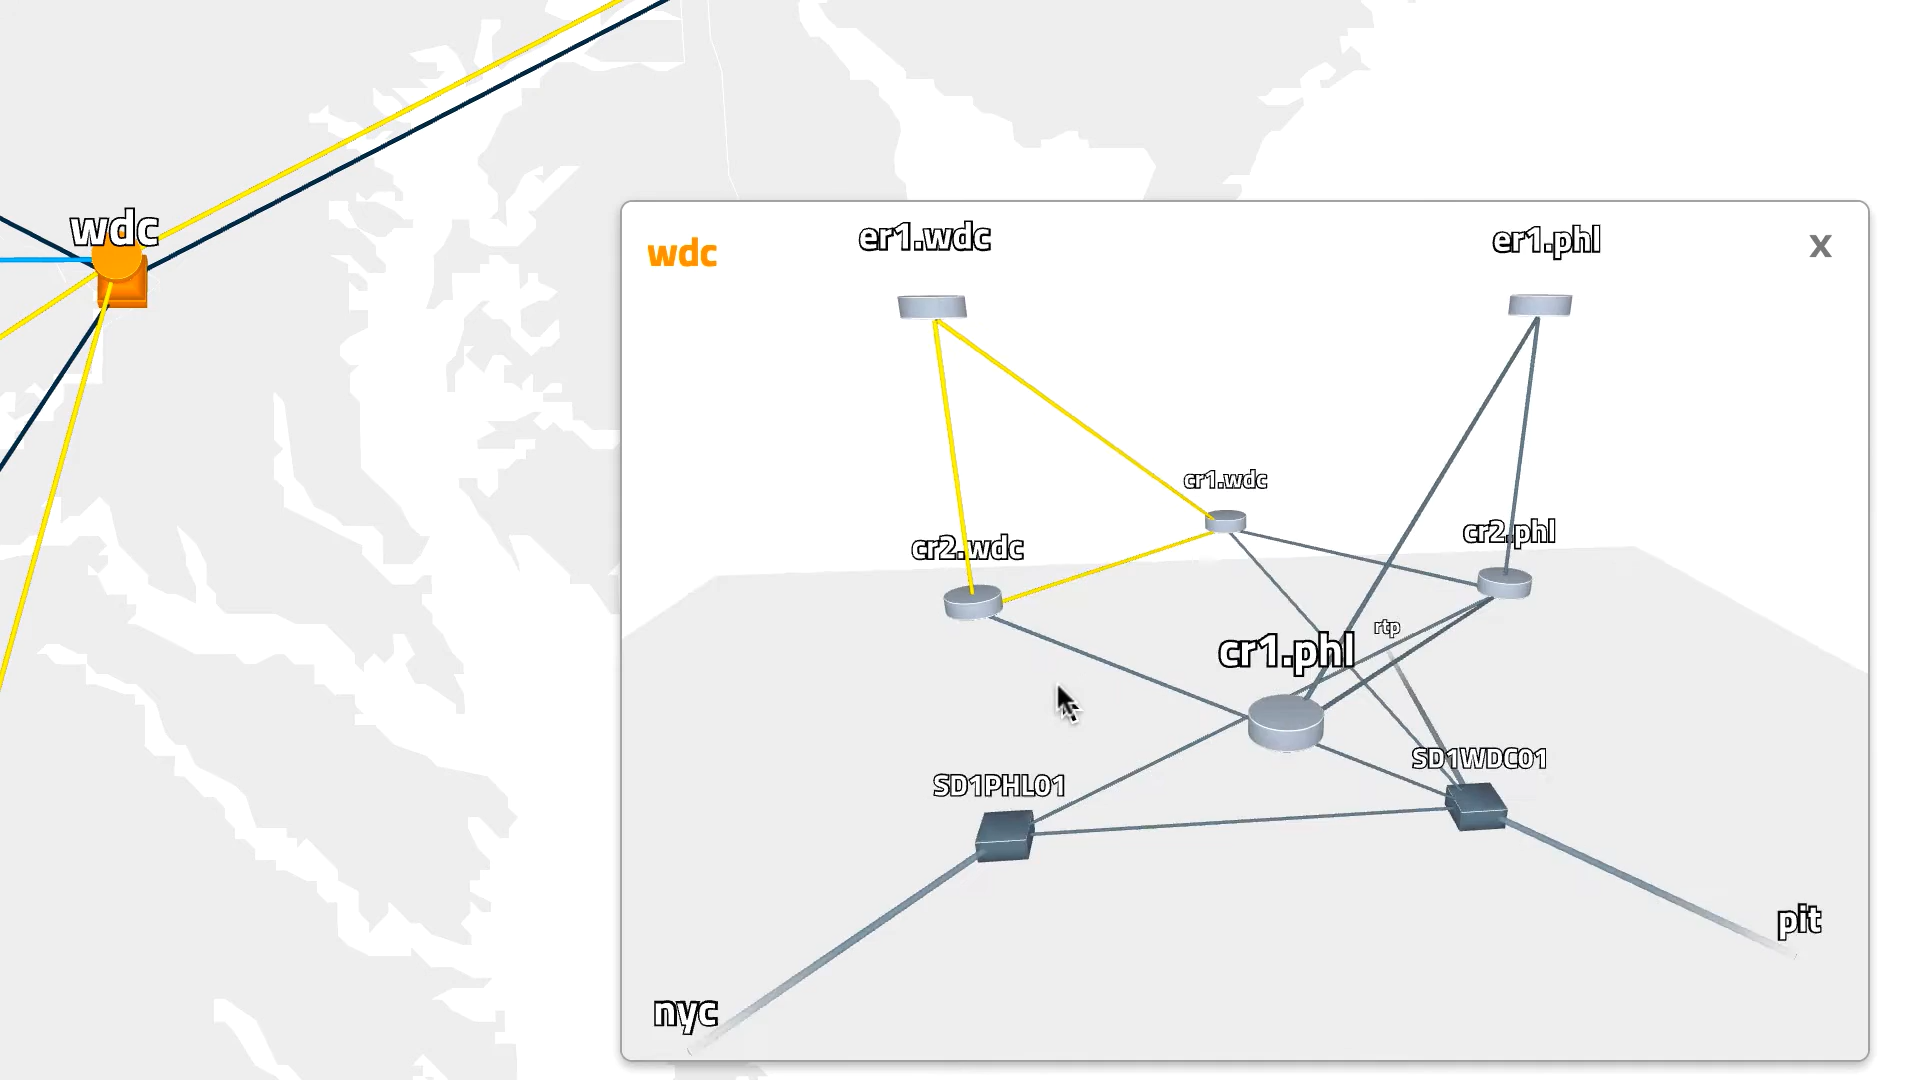 wdc
wdc
er1.wdc
er1.phl
X
cr1.wdc
cr2.wdc
cr2.phl
rtp
cr1.phl
SD1WDC01
SD1PHL01
pit
nyc